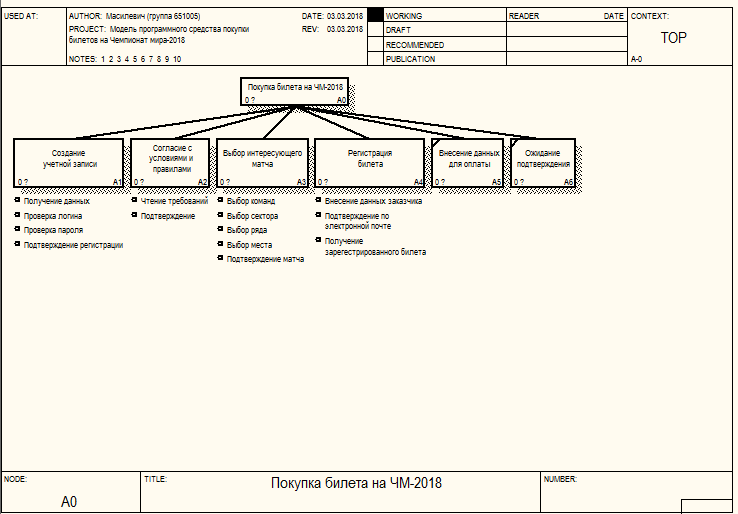 USED AT:
AUTHOR: Масилевич (группа 651005)
DATE: 03.03.2018
PROJECT: Модель программного средства покупки
билетов на Чемпионат мира-2018
REV: 03.03.2018
NOTES: 1 2 3 4 5 6 7 8 9 10
WORKING
DRAFT
RECOMMENDED
PUBLICATION
READER
DATE
CONTEXT:
TOP
A-0
Покупка билета на ЧМ-2018
0 ?
A0
Создание
учетной записи
0 ?
A1
Согласие с
условиями и
правилами
0 ?
A2
Выбор интересующего
матча
0 ?
A3
Регистрация
билета
0 ?
A4
Внесение данных
для оплаты
0 ?
A5
Ожидание
подтверждения
0 ?
A6
Получение данных
Проверка логина
Проверка пароля
Подтверждение регистрации
Чтение требований
Подтверждение
Выбор команд
Выбор сектора
Выбор ряда
Выбор места
Подтверждение матча
Внесение данных заказчика
Подтверждение по
электронной почте
Получение
зарегестрированного билета
NODE:
A0
TITLE:
Покупка билета на ЧМ-2018
NUMBER: